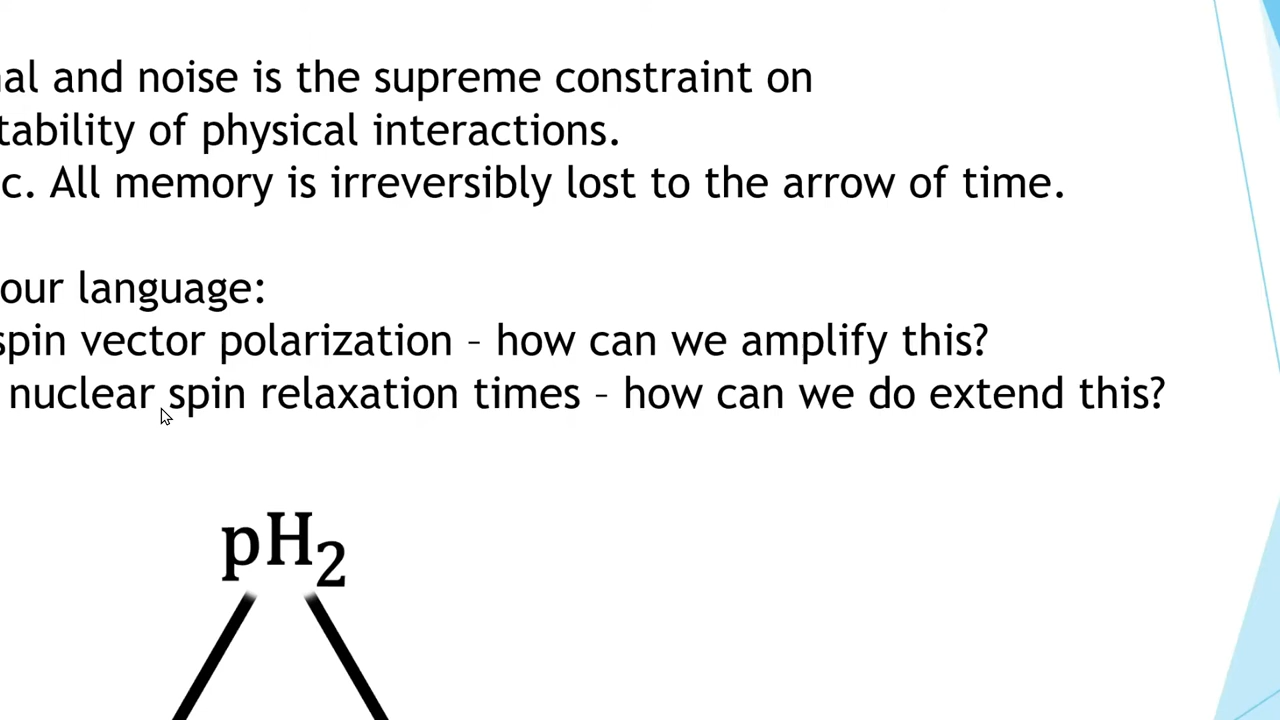 al and noise is the supreme constraint on
tability of physical interactions.
c. All memory is irreversibly lost to the arrow of time.
our language:
spin vector polarization – how can we amplify this?
nuclear spin relaxation times – how can we do extend this?
pH₂